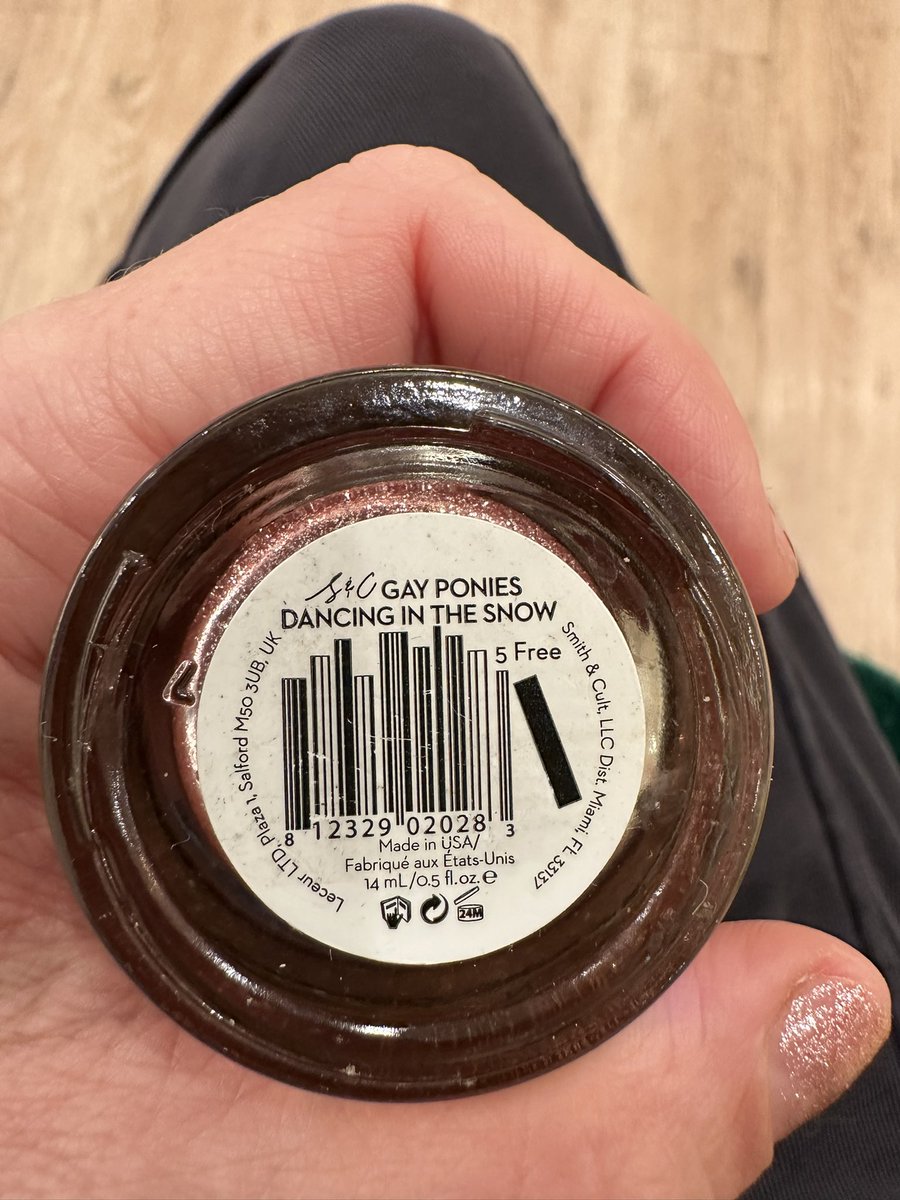 S&C GAY PONIES
DANCING IN THE SNOW
5 Free
Smith & Cult, LLC Dist. Miami, FL 33137
Leceur LTD, Plaza 1, Salford M50 3UB, UK
8 12329 02028 3
Made in USA/
Fabriqué aux États-Unis
14 mL/0.5 fl.oz. e
24M